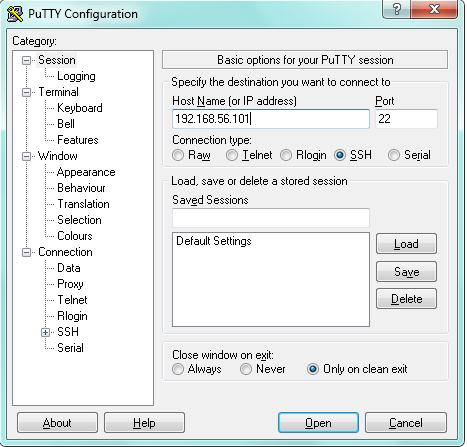 PuTTY Configuration
Category:
Session
Logging
Terminal
Keyboard
Bell
Features
Window
Appearance
Behaviour
Translation
Selection
Colours
Connection
Data
Proxy
Telnet
Rlogin
SSH
Serial
Basic options for your PuTTY session
Specify the destination you want to connect to
Host Name (or IP address) Port
192.168.56.101 22
Connection type:
Raw Telnet Rlogin SSH Serial
Load, save or delete a stored session
Saved Sessions
Default Settings
Load
Save
Delete
Close window on exit:
Always Never Only on clean exit
About Help Open Cancel